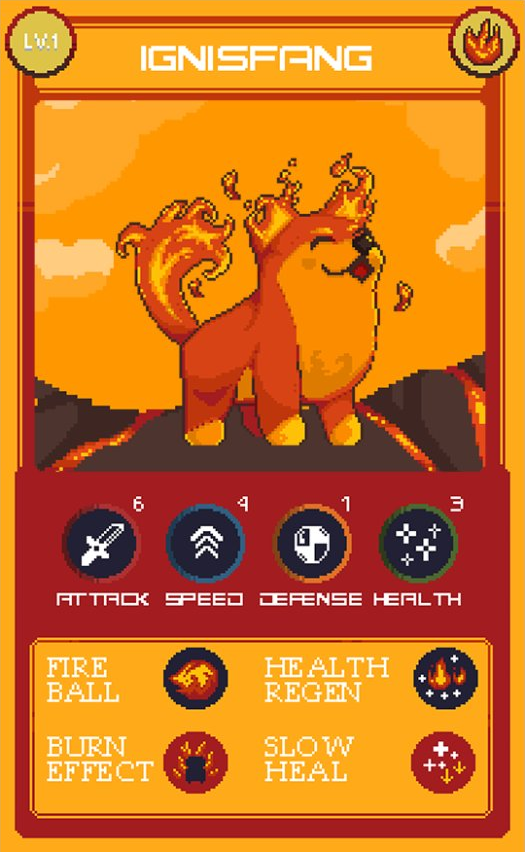 LV.1
IGNISFANG
6 4 1 3
ATTACK SPEED DEFENSE HEALTH
FIRE
BALL
HEALTH
REGEN
BURN
EFFECT
SLOW
HEAL